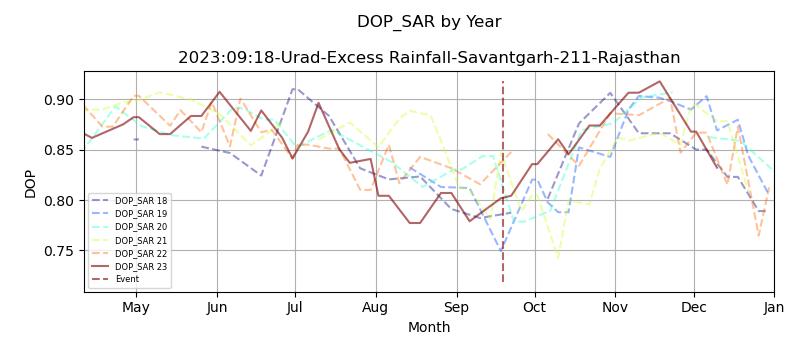 DOP_SAR by Year
2023:09:18-Urad-Excess Rainfall-Savantgarh-211-Rajasthan
0.90
0.85
0.80
0.75
DOP
DOP_SAR 18
DOP_SAR 19
DOP_SAR 20
DOP_SAR 21
DOP_SAR 22
DOP_SAR 23
Event
May Jun Jul Aug Sep Oct Nov Dec Jan
Month